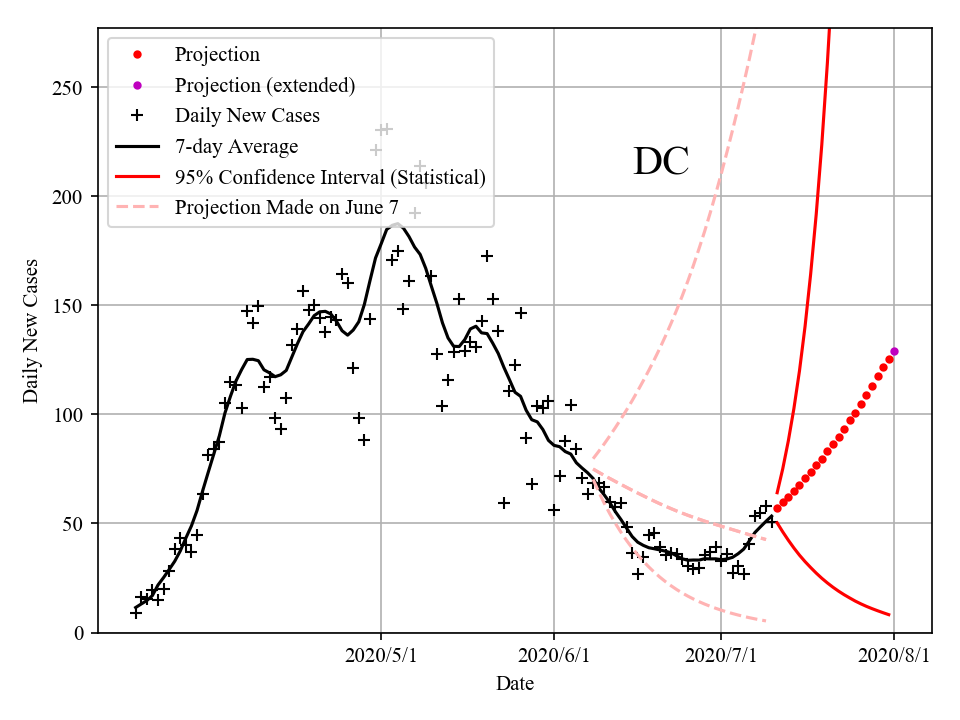 Projection
Projection (extended)
Daily New Cases
7-day Average
95% Confidence Interval (Statistical)
Projection Made on June 7
DC
250
200
150
100
50
0
Daily New Cases
2020/5/1
2020/6/1
2020/7/1
2020/8/1
Date